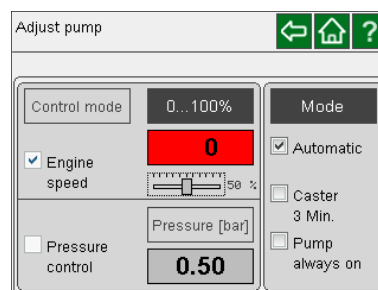 Adjust pump
?
Control mode
0...100%
Mode
Engine
speed
0
50 %
Automatic
Caster
3 Min.
Pressure
control
Pressure [bar]
0.50
Pump
always on